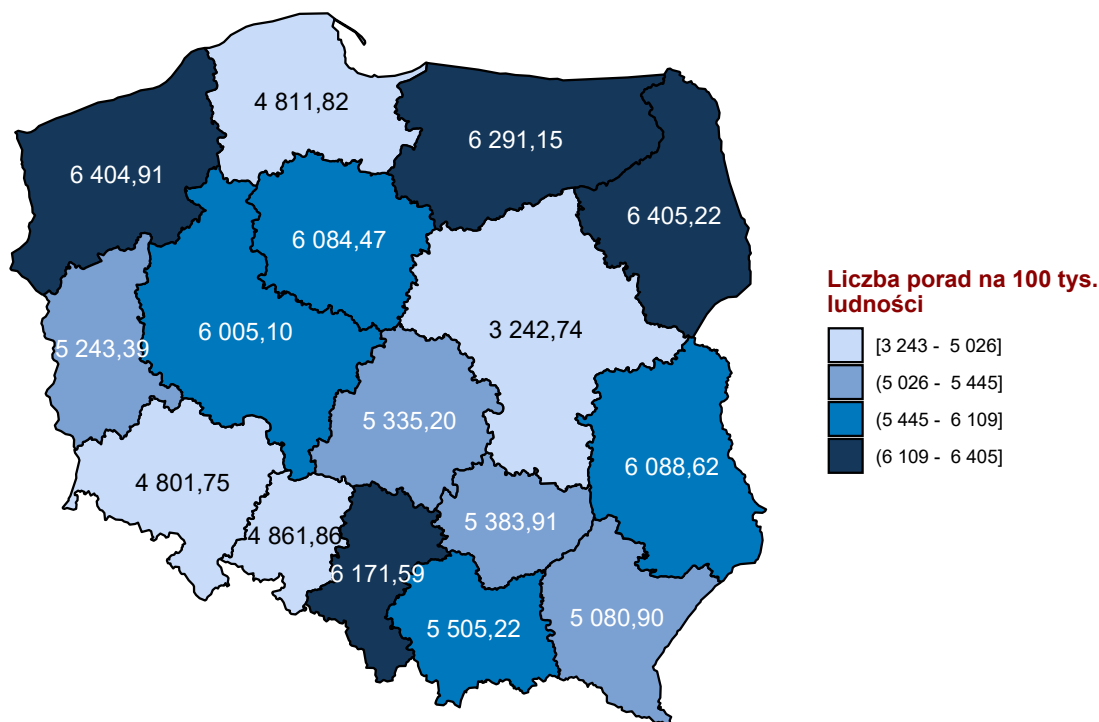 4 811,82
6 291,15
6 404,91
6 405,22
6 084,47
3 242,74
6 005,10
5 243,39
5 335,20
6 088,62
4 801,75
5 383,91
4 861,86
6 171,59
5 505,22
5 080,90
Liczba porad na 100 tys.
ludności
[3 243 - 5 026]
(5 026 - 5 445]
(5 445 - 6 109]
(6 109 - 6 405]